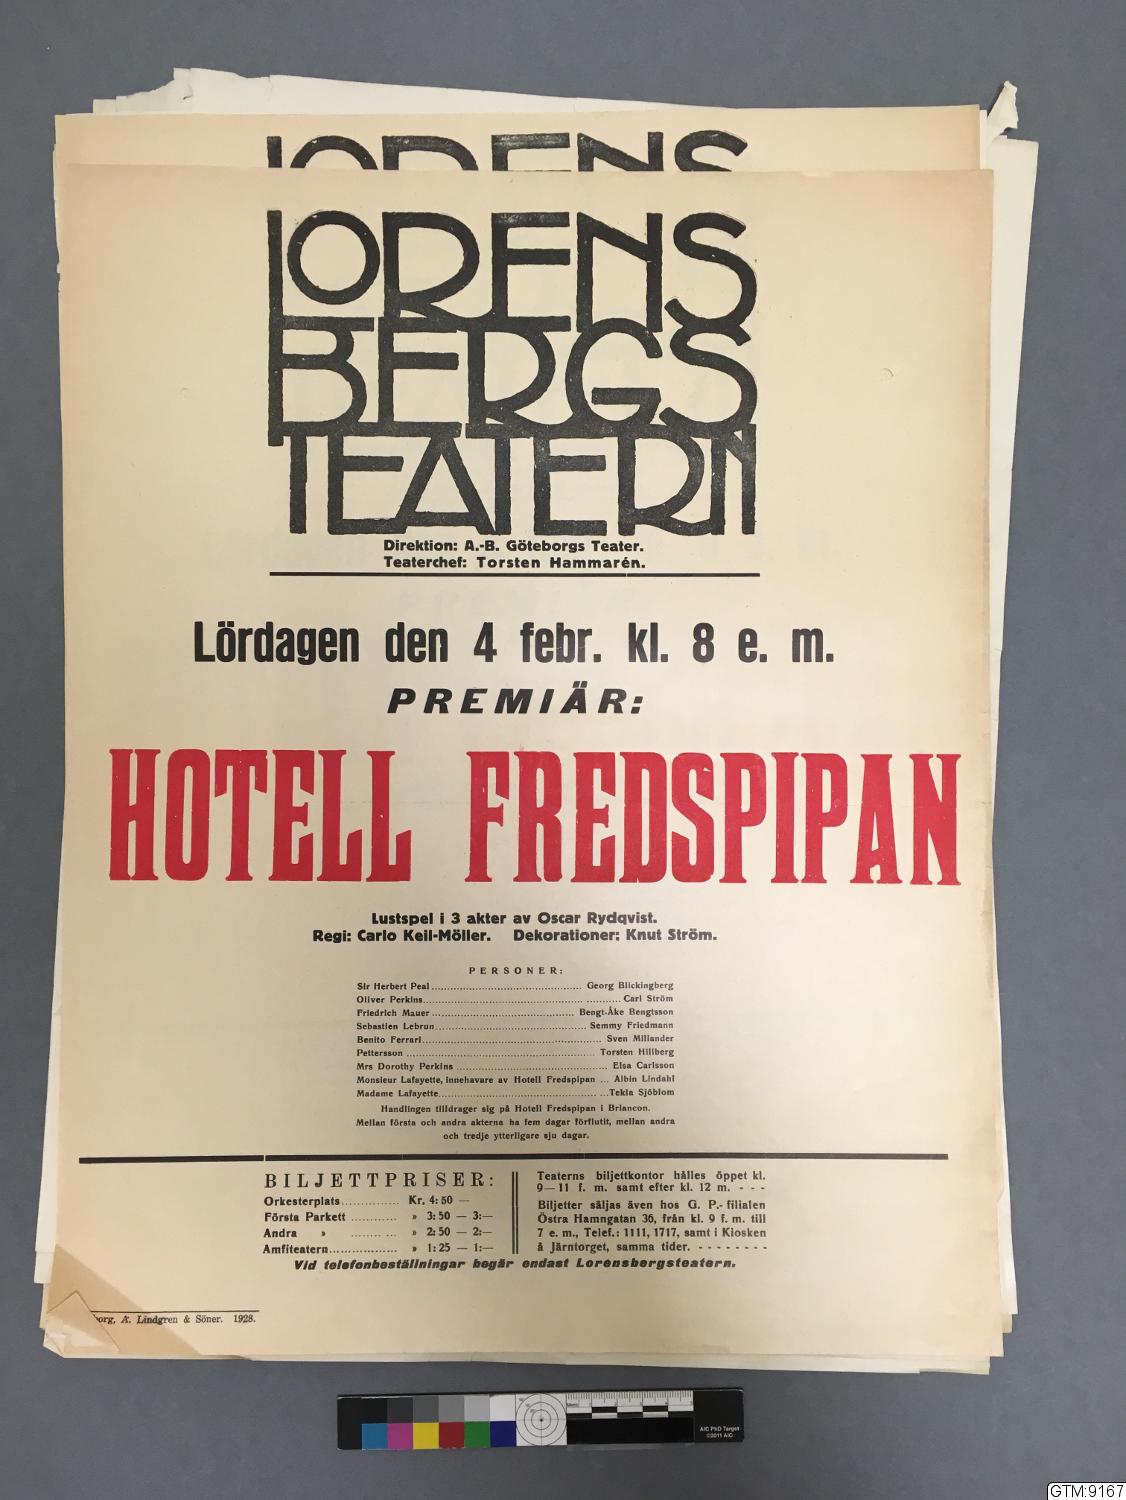 LORENS
LORENS
BERGS
TEATERN
Direktion: A.-B. Göteborgs Teater.
Teaterchef: Torsten Hammarén.
Lördagen den 4 febr. kl. 8 e. m.
PREMIÄR:
HOTELL FREDSPIPAN
Lustspel i 3 akter av Oscar Rydqvist.
Regi: Carlo Keil-Möller. Dekorationer: Knut Ström.
PERSONER:
Sir Herbert Peal ........ Georg Blickingberg
Oliver Perkins ........ Carl Ström
Friedrich Mauer ........ Bengt-Åke Bengtsson
Sebastien Lebrun ........ Semmy Friedmann
Benito Ferrari ........ Sven Miliander
Pettersson ........ Torsten Hillberg
Mrs Dorothy Perkins ........ Elsa Carlsson
Monsieur Lafayette, innehavare av Hotell Fredspipan ... Albin Lindahl
Madame Lafayette ........ Tekla Sjöblom
Handlingen tilldrager sig på Hotell Fredspipan i Briancon.
Mellan första och andra akterna ha fem dagar förflutit, mellan andra
och tredje ytterligare sju dagar.
BILJETTPRISER:
Orkesterplats ........ Kr. 4: 50 —
Första Parkett ........ » 3: 50 — 3:—
Andra » ........ » 2: 50 — 2:—
Amfiteatern ........ » 1: 25 — 1:—
Teaterns biljettkontor hålles öppet kl.
9—11 f. m. samt efter kl. 12 m. - - -
Biljetter säljas även hos G. P.-filialen
Östra Hamngatan 36, från kl. 9 f. m. till
7 e. m., Telef.: 1111, 1717, samt i Kiosken
å Järntorget, samma tider. - - - - - - - -
Vid telefonbeställningar begär endast Lorensbergsteatern.
borg, A. Lindgren & Söner. 1928.
AIC PhD Target
©2011 AIC
GTM:9167